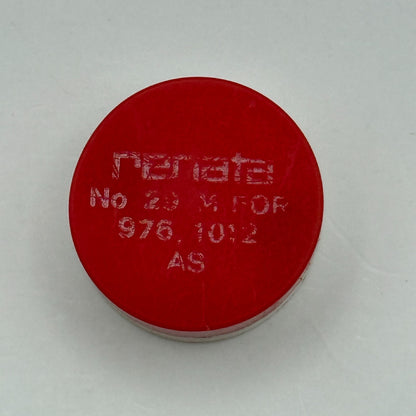 renata
No 29 M FOR
976, 1012
AS